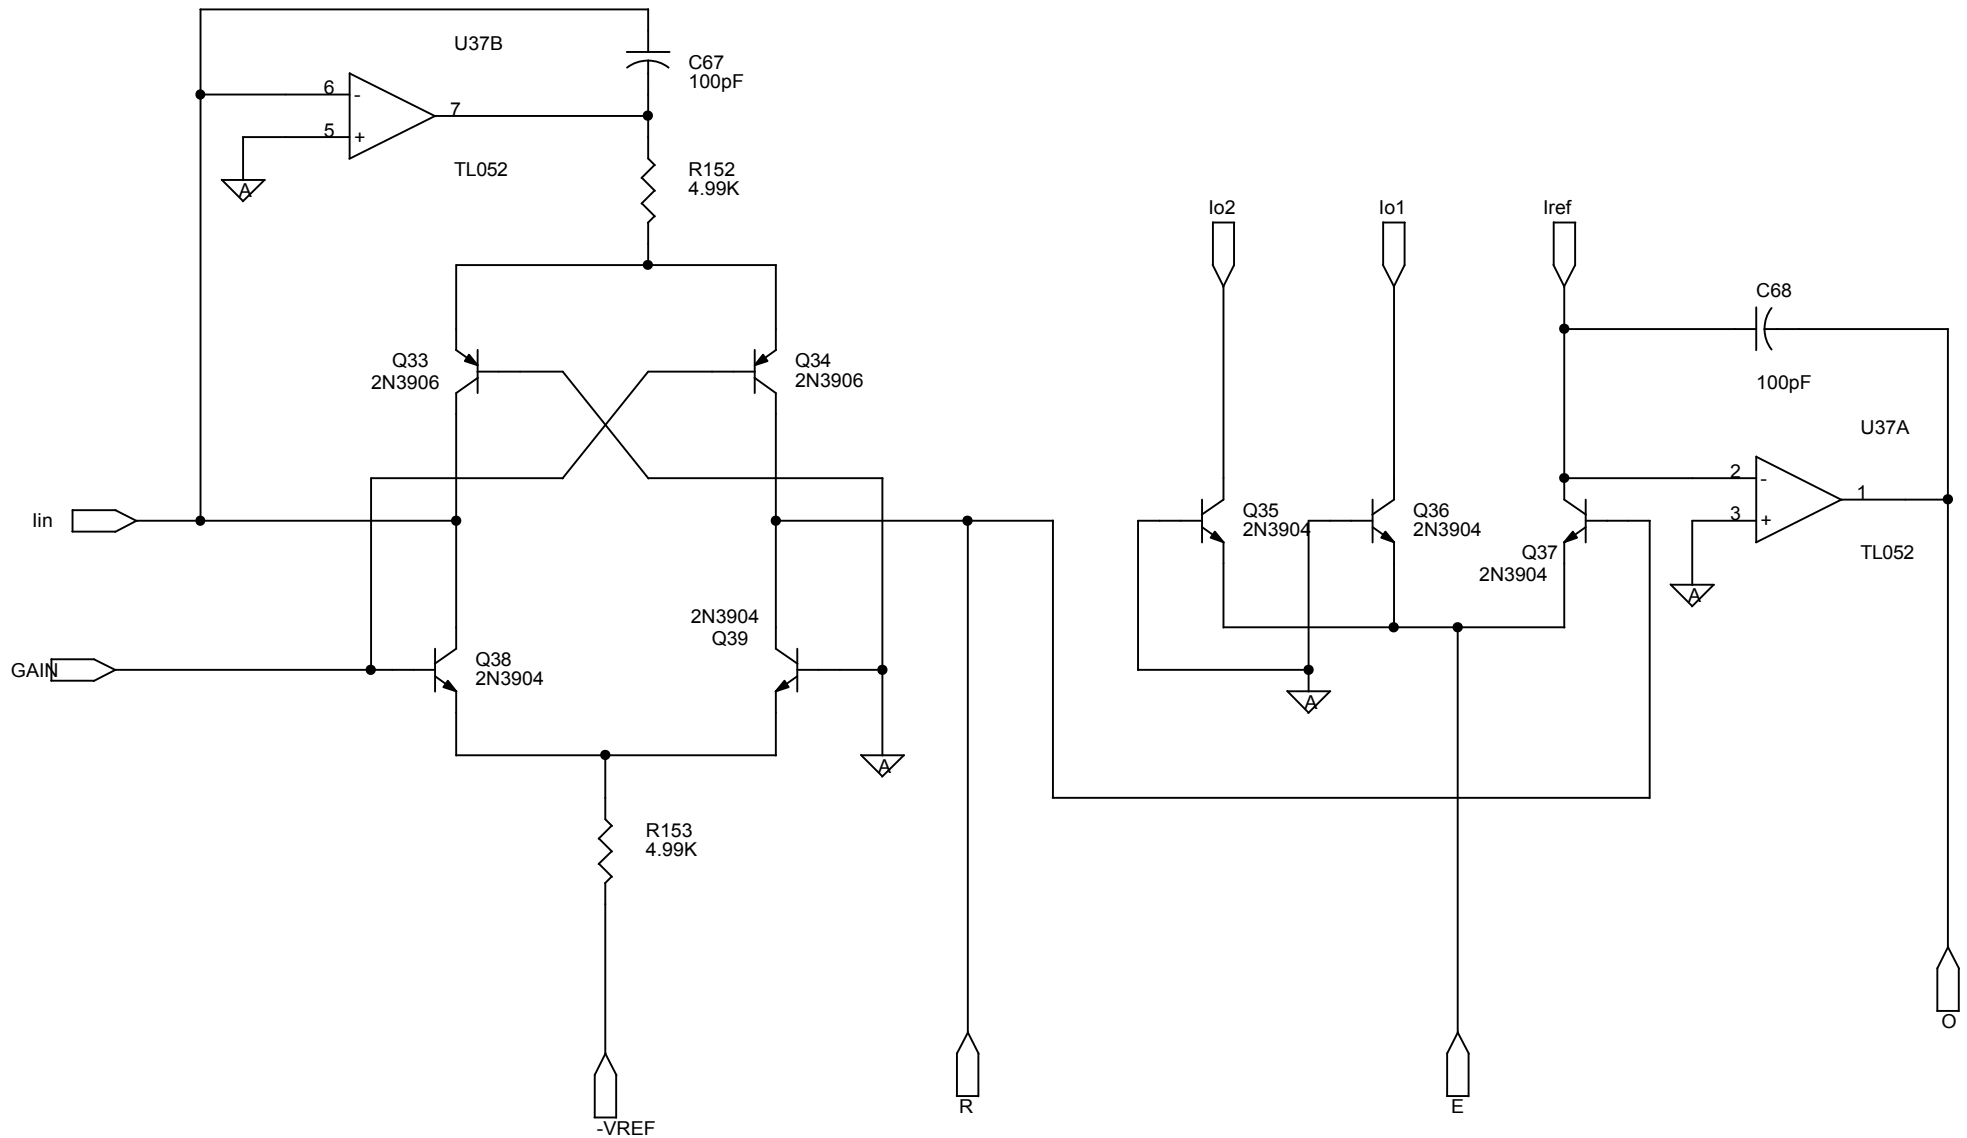 U37B
C67
100pF
6
-
7
5
+
TL052
A
R152
4.99K
Io2
Io1
Iref
C68
100pF
Q33
2N3906
Q34
2N3906
U37A
2
-
1
3
+
TL052
A
Iin
Q35
2N3904
Q36
2N3904
Q37
2N3904
2N3904
Q39
GAIN
Q38
2N3904
A
A
R153
4.99K
O
R
E
-VREF